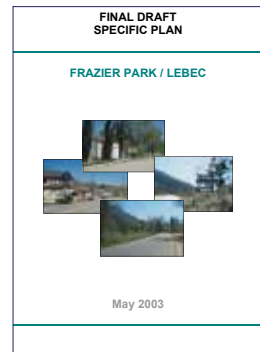 FINAL DRAFT
SPECIFIC PLAN
FRAZIER PARK / LEBEC
May 2003